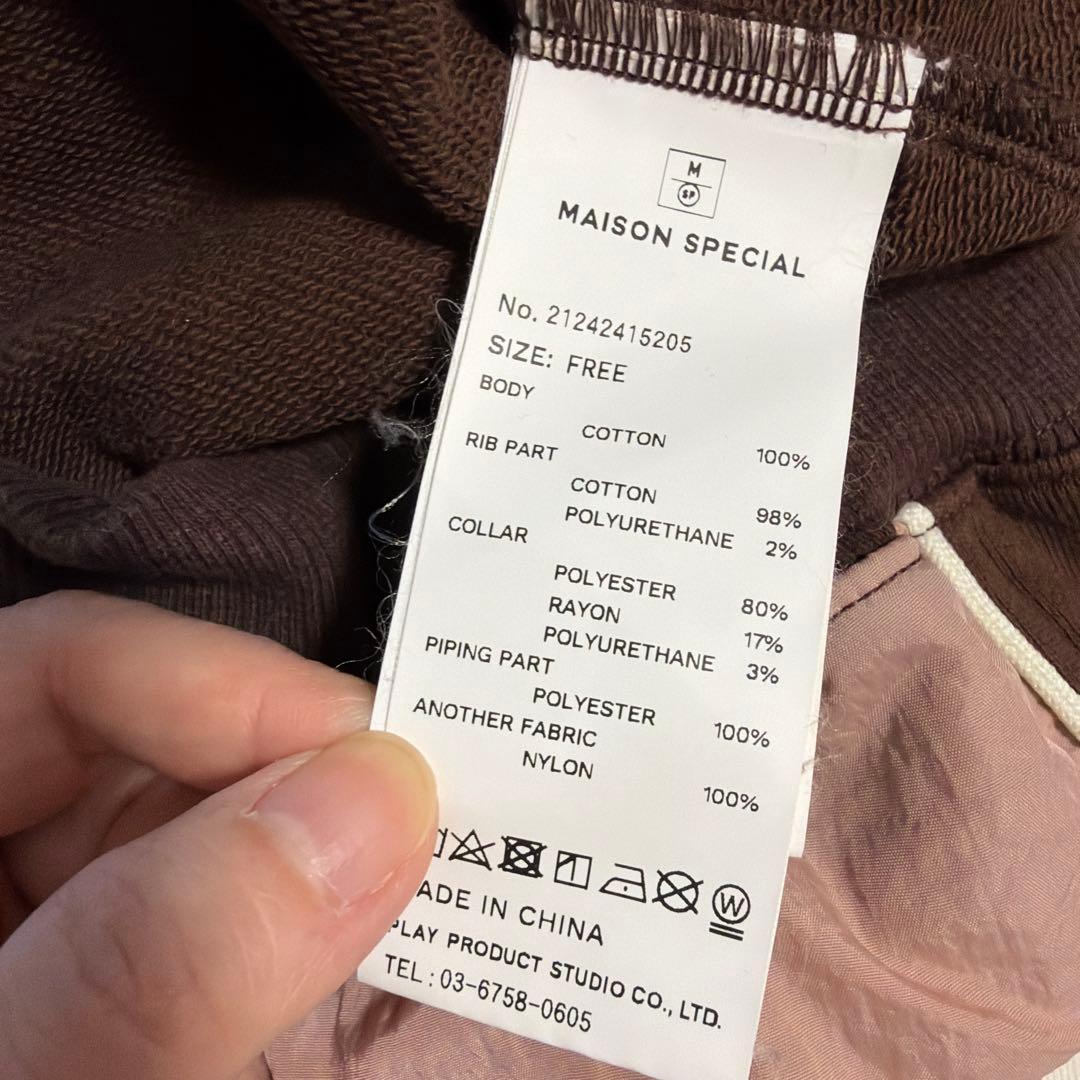 M
SP
MAISON SPECIAL
No. 21242415205
SIZE: FREE
BODY
COTTON 100%
RIB PART
COTTON 98%
POLYURETHANE 2%
COLLAR
POLYESTER 80%
RAYON 17%
POLYURETHANE 3%
PIPING PART
POLYESTER 100%
ANOTHER FABRIC
NYLON 100%
W
ADE IN CHINA
PLAY PRODUCT STUDIO CO., LTD.
TEL : 03-6758-0605